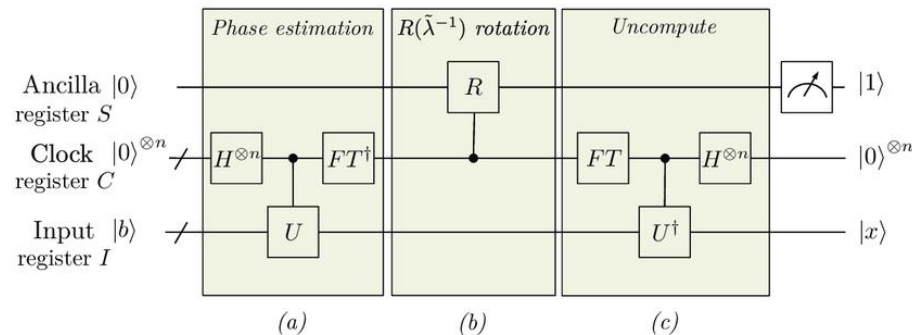 Phase estimation R(λ̃⁻¹) rotation Uncompute
Ancilla |0⟩ R |1⟩
register S
Clock |0⟩^⊗n H^⊗n FT† FT H^⊗n |0⟩^⊗n
register C
Input |b⟩ U U† |x⟩
register I
(a) (b) (c)